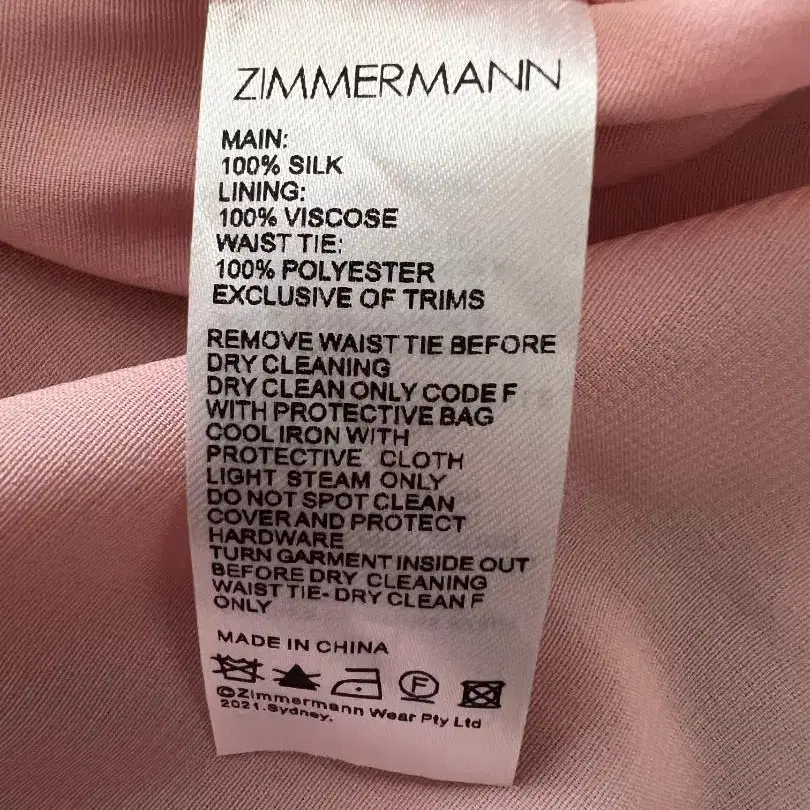 ZIMMERMANN
MAIN:
100% SILK
LINING:
100% VISCOSE
WAIST TIE:
100% POLYESTER
EXCLUSIVE OF TRIMS
REMOVE WAIST TIE BEFORE
DRY CLEANING
DRY CLEAN ONLY CODE F
WITH PROTECTIVE BAG
COOL IRON WITH
PROTECTIVE CLOTH
LIGHT STEAM ONLY
DO NOT SPOT CLEAN
COVER AND PROTECT
HARDWARE
TURN GARMENT INSIDE OUT
BEFORE DRY CLEANING
WAIST TIE- DRY CLEAN F
ONLY
MADE IN CHINA
F
©Zimmermann Wear Pty Ltd
2021.Sydney.